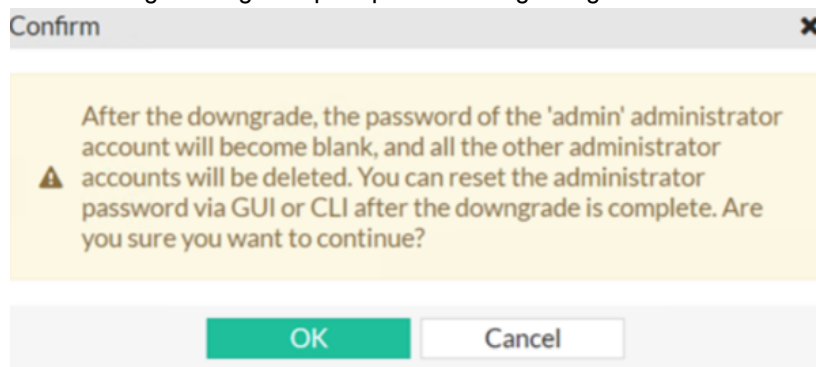 Confirm
After the downgrade, the password of the 'admin' administrator
account will become blank, and all the other administrator
accounts will be deleted. You can reset the administrator
password via GUI or CLI after the downgrade is complete. Are
you sure you want to continue?
OK Cancel